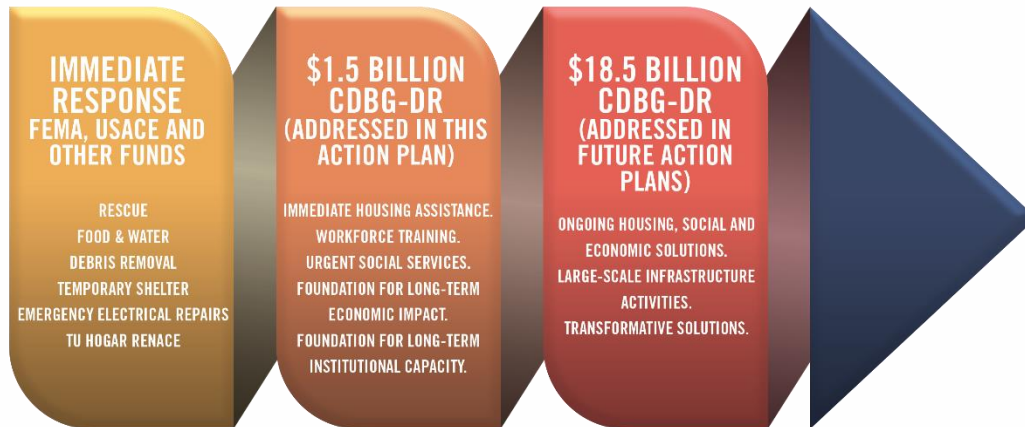 IMMEDIATE
RESPONSE
FEMA, USACE AND
OTHER FUNDS
RESCUE
FOOD & WATER
DEBRIS REMOVAL
TEMPORARY SHELTER
EMERGENCY ELECTRICAL REPAIRS
TU HOGAR RENACE
$1.5 BILLION
CDBG-DR
(ADDRESSED IN THIS
ACTION PLAN)
IMMEDIATE HOUSING ASSISTANCE.
WORKFORCE TRAINING.
URGENT SOCIAL SERVICES.
FOUNDATION FOR LONG-TERM
ECONOMIC IMPACT.
FOUNDATION FOR LONG-TERM
INSTITUTIONAL CAPACITY.
$18.5 BILLION
CDBG-DR
(ADDRESSED IN
FUTURE ACTION
PLANS)
ONGOING HOUSING, SOCIAL AND
ECONOMIC SOLUTIONS.
LARGE-SCALE INFRASTRUCTURE
ACTIVITIES.
TRANSFORMATIVE SOLUTIONS.